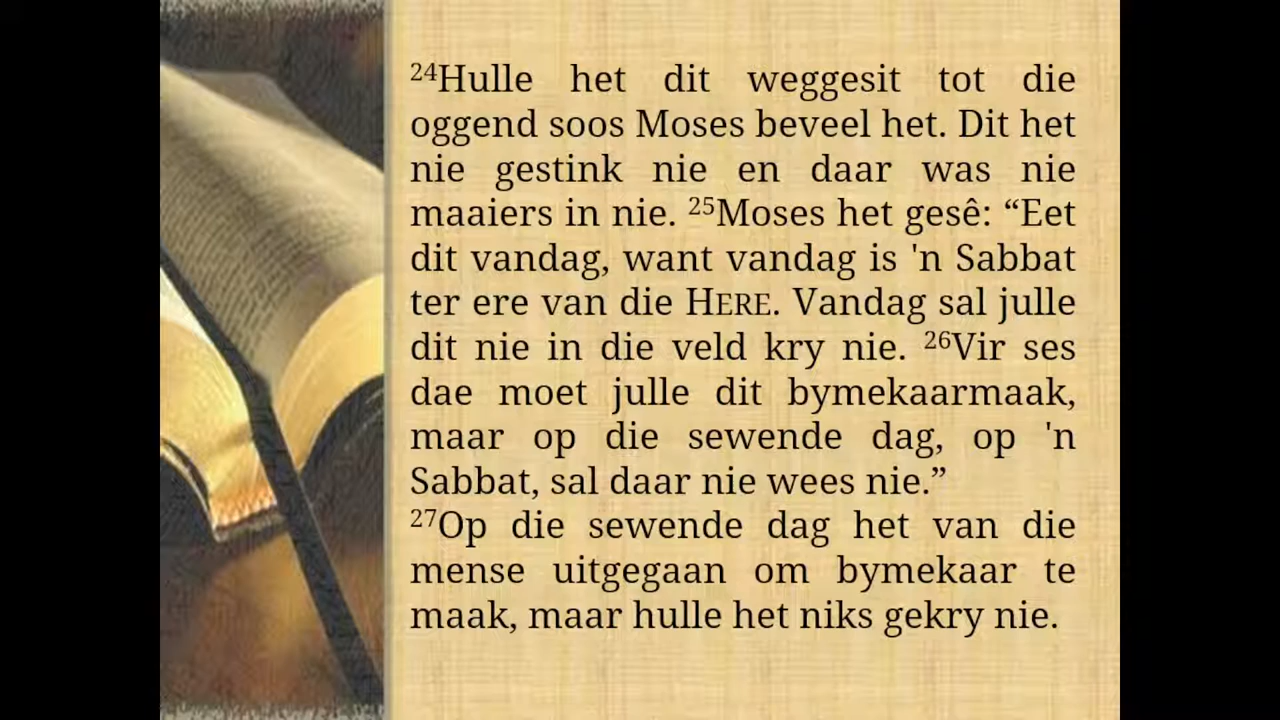 ²⁴Hulle het dit weggesit tot die
oggend soos Moses beveel het. Dit het
nie gestink nie en daar was nie
maaiers in nie. ²⁵Moses het gesê: “Eet
dit vandag, want vandag is 'n Sabbat
ter ere van die HERE. Vandag sal julle
dit nie in die veld kry nie. ²⁶Vir ses
dae moet julle dit bymekaarmaak,
maar op die sewende dag, op 'n
Sabbat, sal daar nie wees nie.”
²⁷Op die sewende dag het van die
mense uitgegaan om bymekaar te
maak, maar hulle het niks gekry nie.